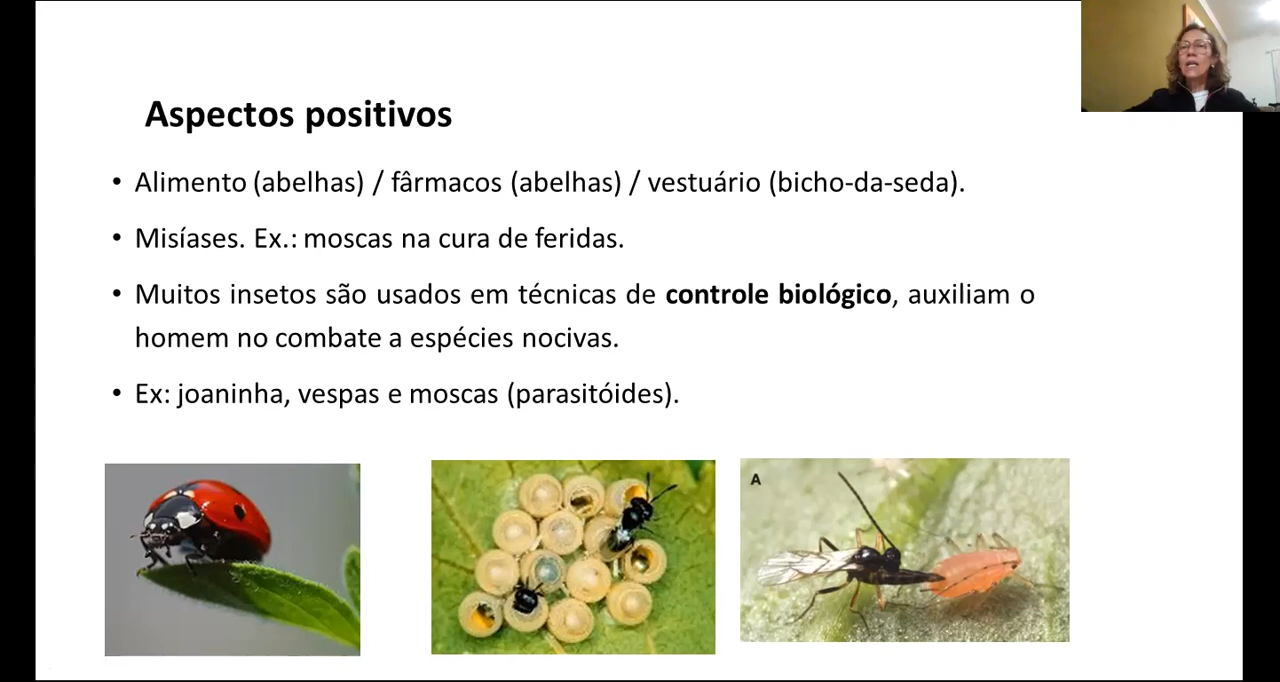 Aspectos positivos
• Alimento (abelhas) / fârmacos (abelhas) / vestuário (bicho-da-seda).
• Misíases. Ex.: moscas na cura de feridas.
• Muitos insetos são usados em técnicas de controle biológico, auxiliam o
homem no combate a espécies nocivas.
• Ex: joaninha, vespas e moscas (parasitóides).
A